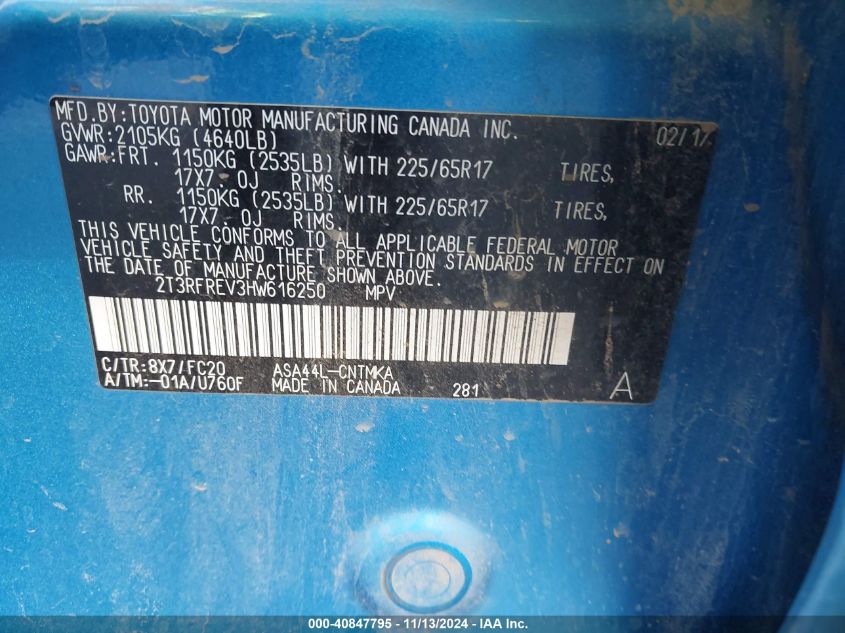 MFD.BY:TOYOTA MOTOR MANUFACTURING CANADA INC. 02/17
GVWR:2105KG (4640LB)
GAWR:FRT. 1150KG (2535LB) WITH 225/65R17 TIRES,
17X7.0J RIMS.
RR. 1150KG (2535LB) WITH 225/65R17 TIRES,
17X7.0J RIMS.
THIS VEHICLE CONFORMS TO ALL APPLICABLE FEDERAL MOTOR
VEHICLE SAFETY AND THEFT PREVENTION STANDARDS IN EFFECT ON
THE DATE OF MANUFACTURE SHOWN ABOVE.
2T3RFREV3HW616250 MPV
C/TR:8X7/FC20 ASA44L-CNTMKA
A/TM:-01A/U760F MADE IN CANADA 281 A
000-40847795 - 11/13/2024 - IAAI.com